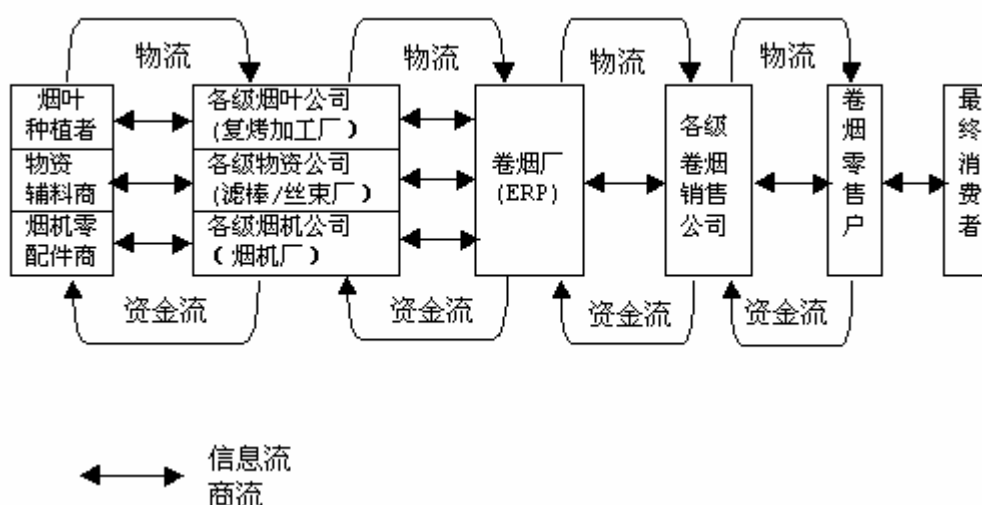 物流
物流
物流
物流
烟叶
种植者
物资
辅料商
烟机零
配件商
各级烟叶公司
(复烤加工厂)
各级物资公司
(滤棒/丝束厂)
各级烟机公司
(烟机厂)
卷烟厂
(ERP)
各级
卷烟
销售
公司
卷
烟
零
售
户
最
终
消
费
者
资金流
资金流
资金流
资金流
信息流
商流